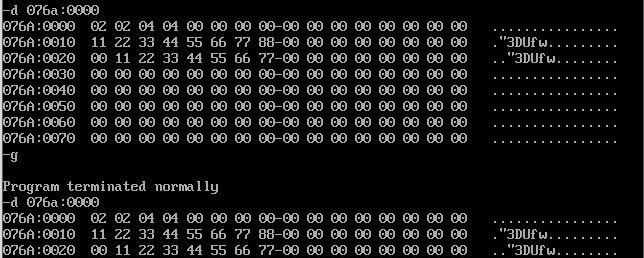 -d 076a:0000
076A:0000  02 02 04 04 00 00 00 00-00 00 00 00 00 00 00 00   ................
076A:0010  11 22 33 44 55 66 77 88-00 00 00 00 00 00 00 00   ."3DUfw.........
076A:0020  00 11 22 33 44 55 66 77-00 00 00 00 00 00 00 00   .."3DUfw........
076A:0030  00 00 00 00 00 00 00 00-00 00 00 00 00 00 00 00   ................
076A:0040  00 00 00 00 00 00 00 00-00 00 00 00 00 00 00 00   ................
076A:0050  00 00 00 00 00 00 00 00-00 00 00 00 00 00 00 00   ................
076A:0060  00 00 00 00 00 00 00 00-00 00 00 00 00 00 00 00   ................
076A:0070  00 00 00 00 00 00 00 00-00 00 00 00 00 00 00 00   ................
-g
Program terminated normally
-d 076a:0000
076A:0000  02 02 04 04 00 00 00 00-00 00 00 00 00 00 00 00   ................
076A:0010  11 22 33 44 55 66 77 88-00 00 00 00 00 00 00 00   ."3DUfw.........
076A:0020  00 11 22 33 44 55 66 77-00 00 00 00 00 00 00 00   .."3DUfw........